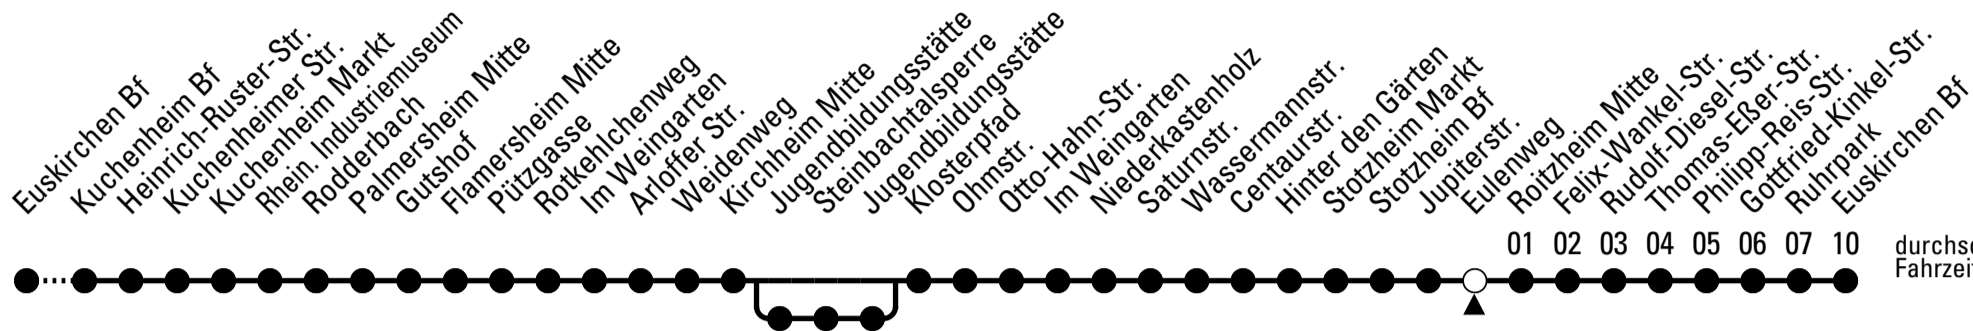 Euskirchen Bf
Kuchenheim Bf
Heinrich-Ruster-Str.
Kuchenheimer Str.
Kuchenheim Markt
Rhein. Industriemuseum
Rodderbach
Palmersheim Mitte
Gutshof
Flamersheim Mitte
Pützgasse
Rotkehlchenweg
Im Weingarten
Arloffer Str.
Weidenweg
Kirchheim Mitte
Jugendbildungsstätte
Steinbachtalsperre
Jugendbildungsstätte
Klosterpfad
Ohmstr.
Otto-Hahn-Str.
Im Weingarten
Niederkastenholz
Saturnstr.
Wassermannstr.
Centaurstr.
Hinter den Gärten
Stotzheim Markt
Stotzheim Bf
Jupiterstr.
Eulenweg
Roitzheim Mitte
Felix-Wankel-Str.
Rudolf-Diesel-Str.
Thomas-Eßer-Str.
Philipp-Reis-Str.
Gottfried-Kinkel-Str.
Ruhrpark
Euskirchen Bf
01 02 03 04 05 06 07 10